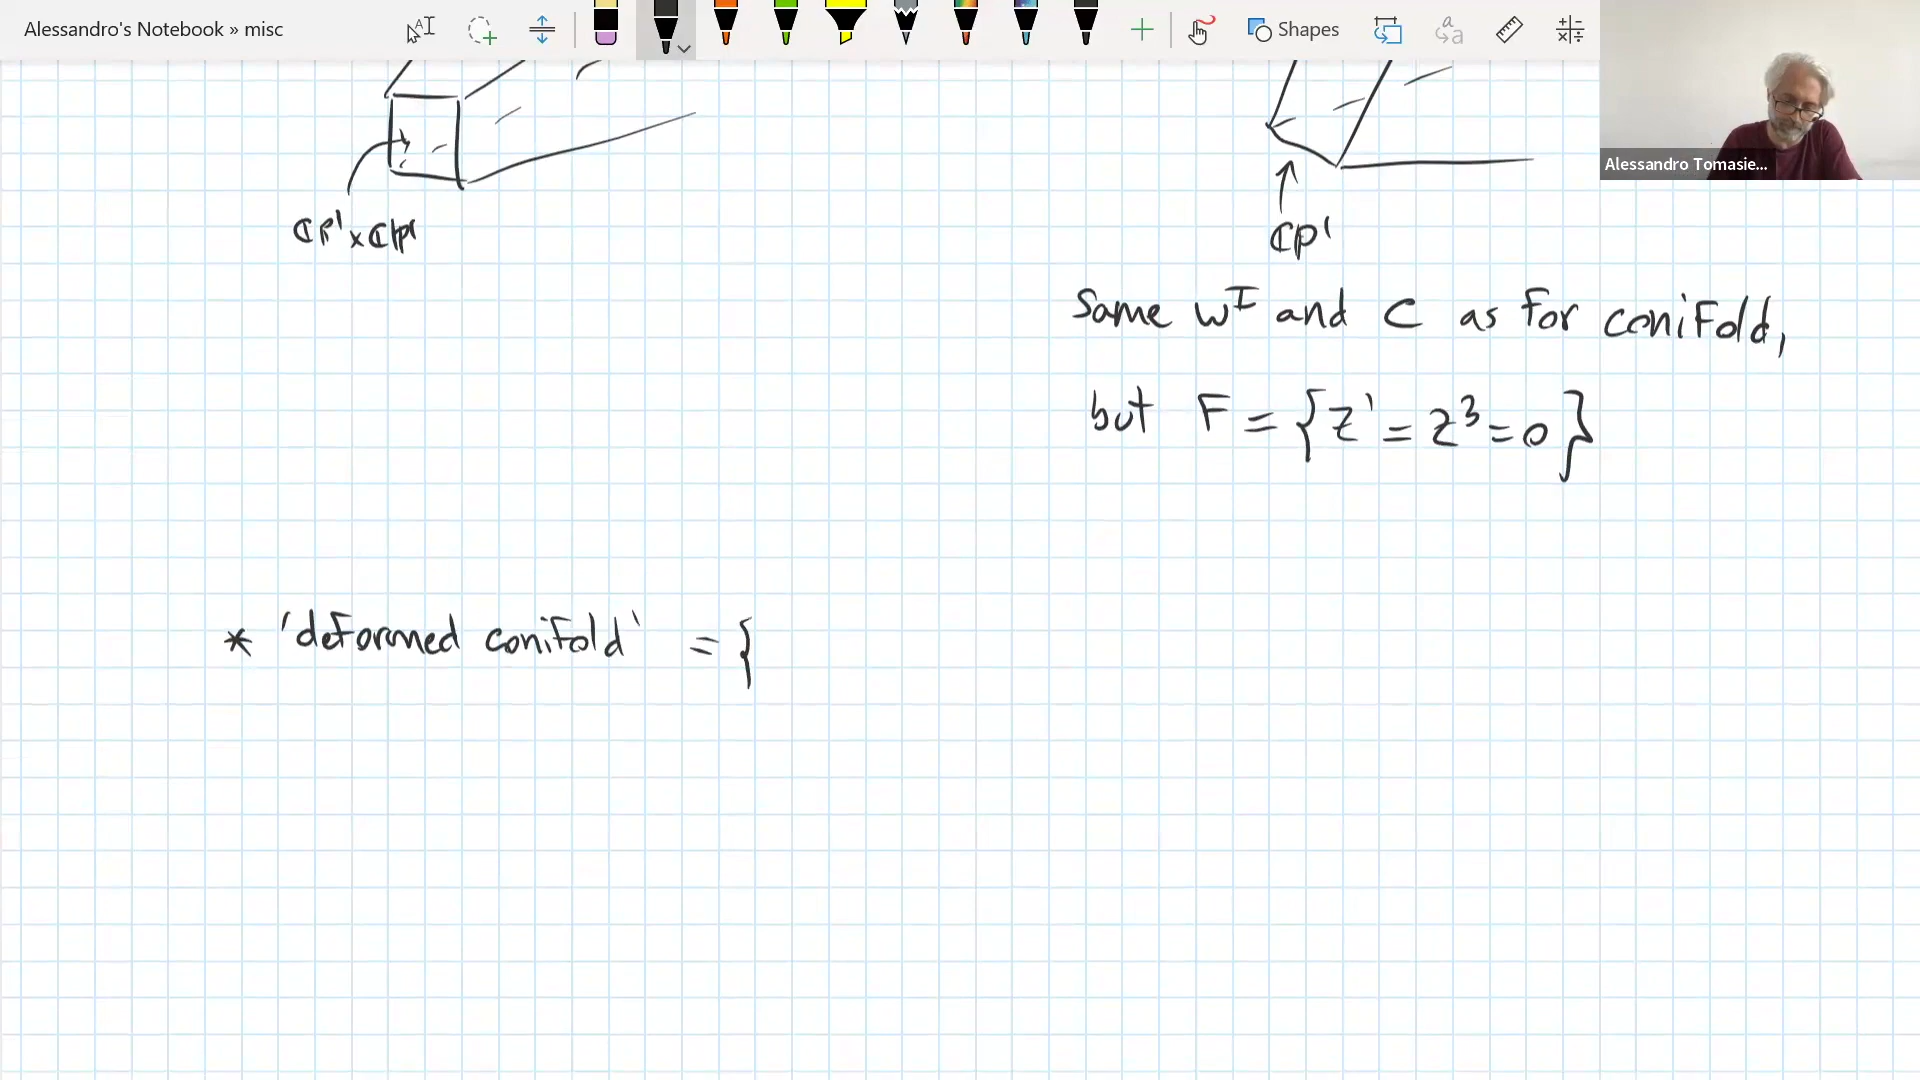 Alessandro's Notebook » misc
Shapes
Alessandro Tomasie...
ℂP¹×ℂP¹
ℂP¹
Same w^I and C as for conifold,
but F = {z¹ = z³ = 0}
* 'deformed conifold' = {